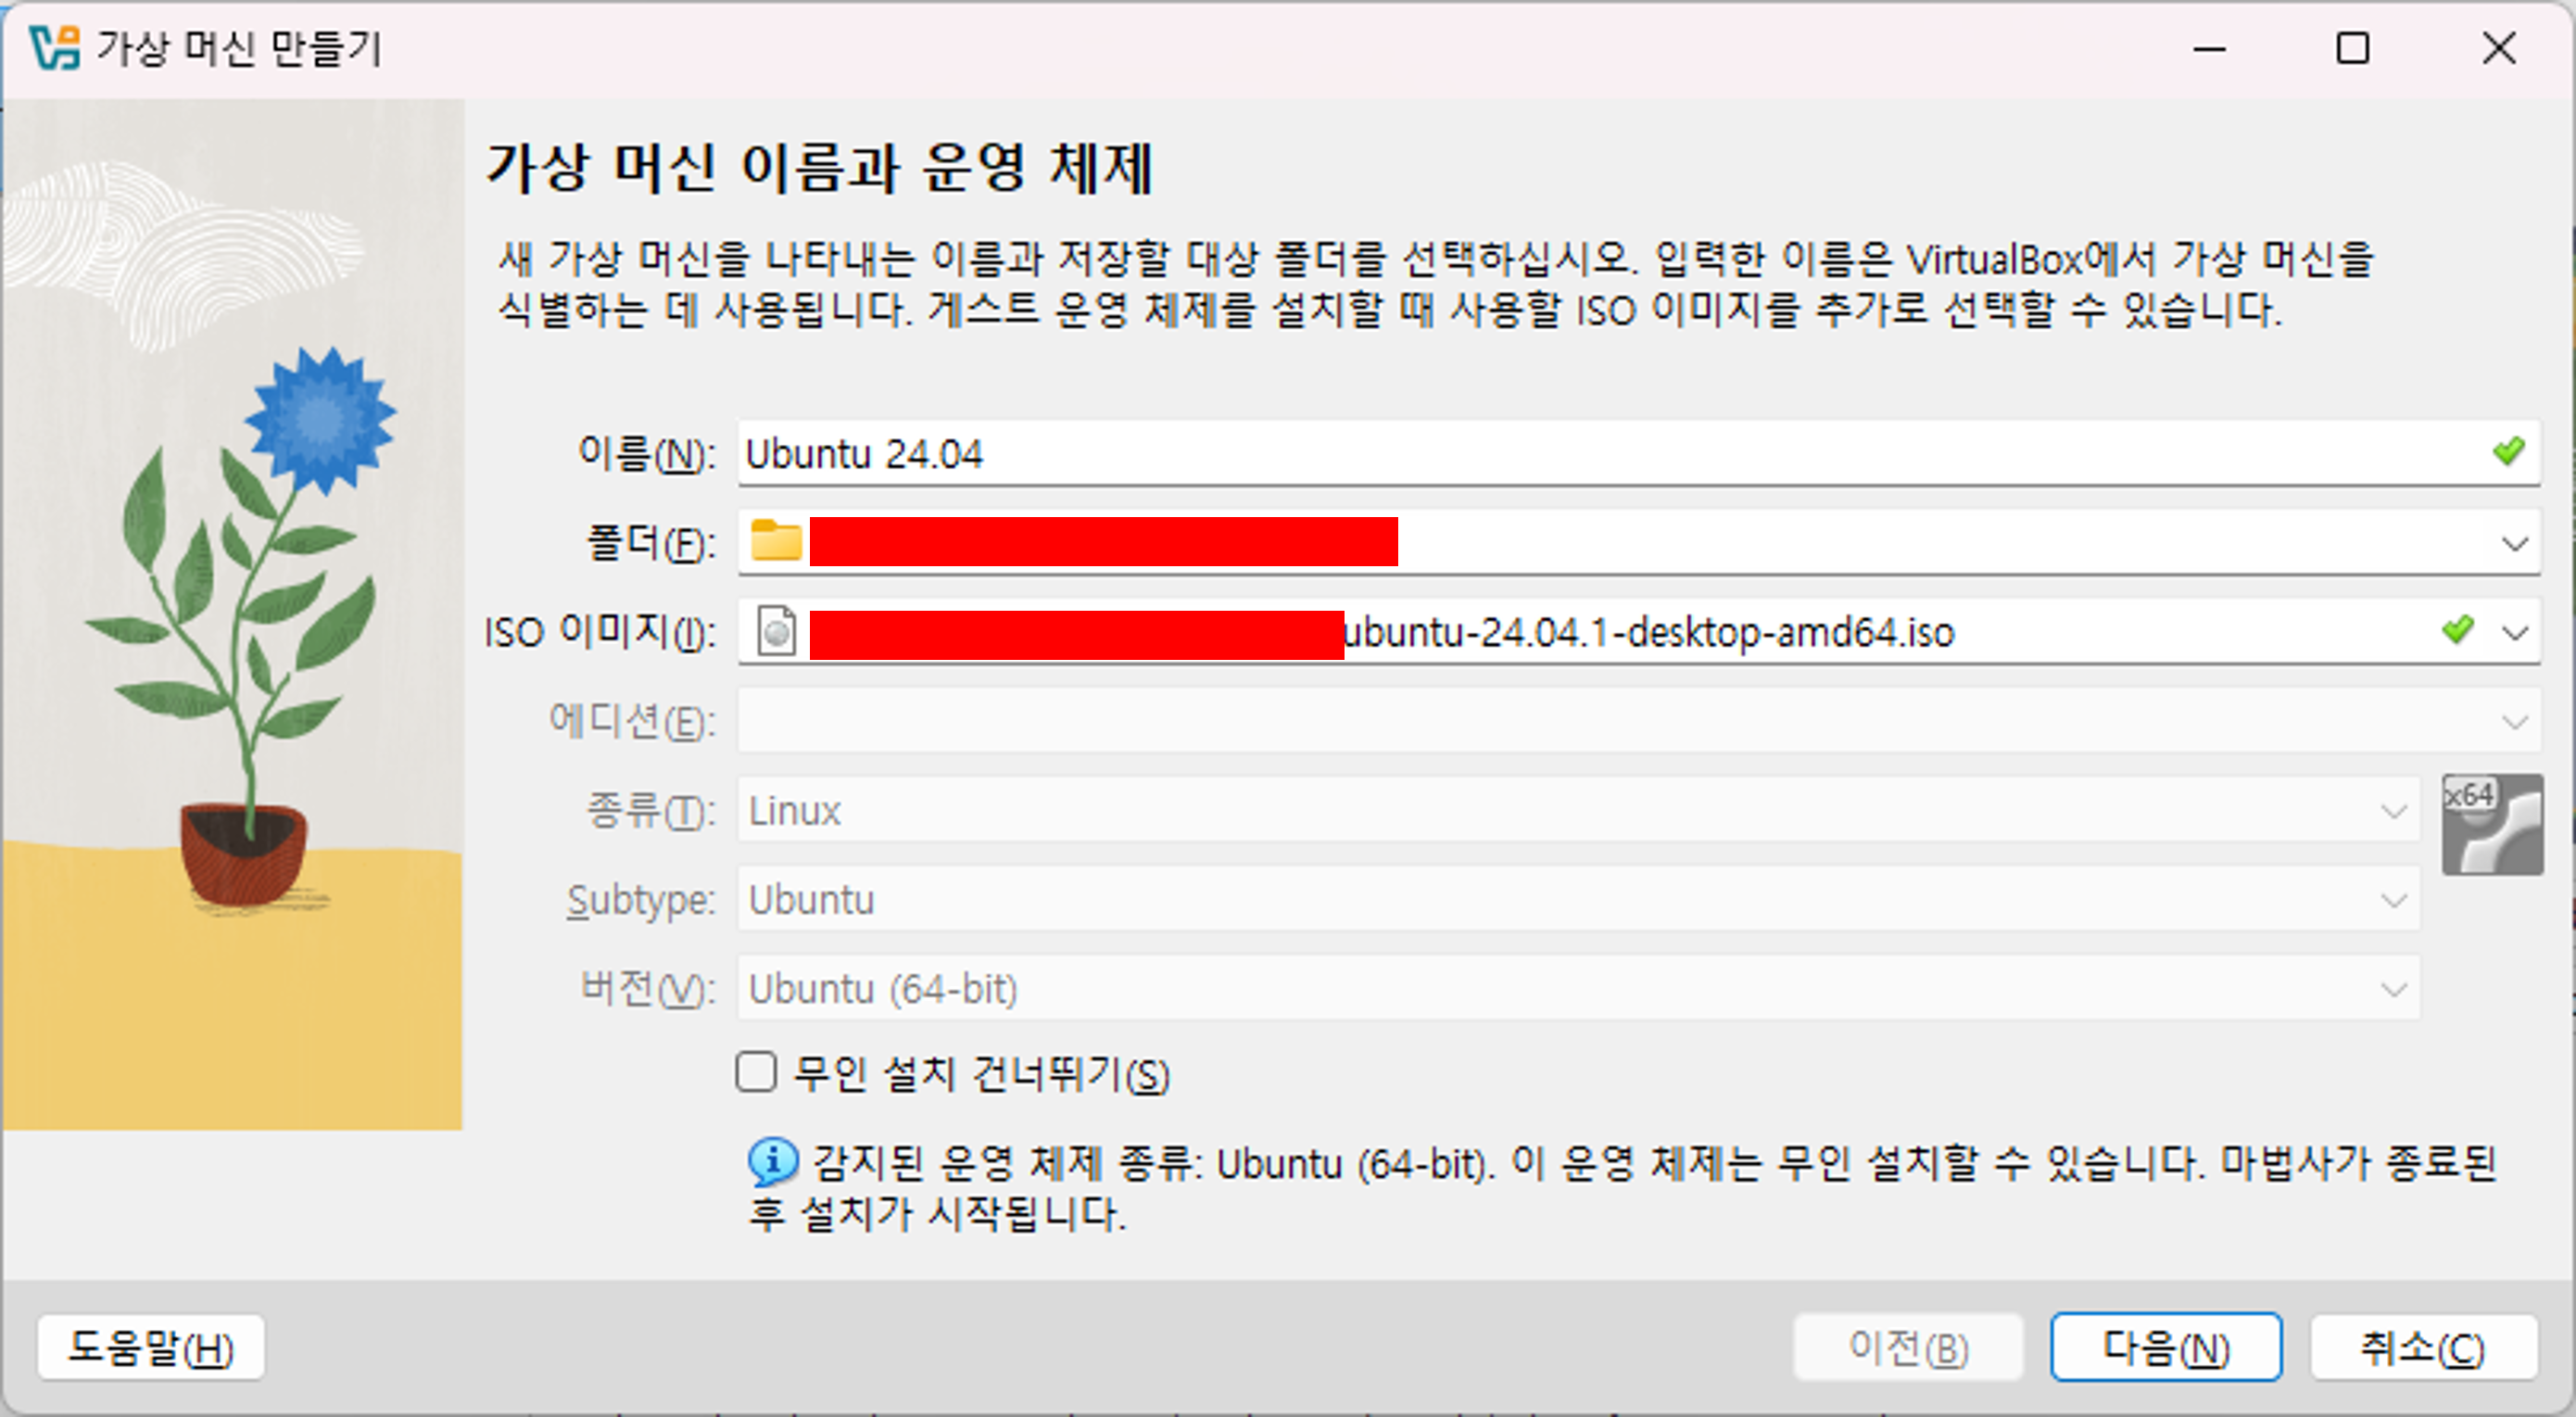 가상 머신 만들기
가상 머신 이름과 운영 체제
새 가상 머신을 나타내는 이름과 저장할 대상 폴더를 선택하십시오. 입력한 이름은 VirtualBox에서 가상 머신을
식별하는 데 사용됩니다. 게스트 운영 체제를 설치할 때 사용할 ISO 이미지를 추가로 선택할 수 있습니다.
이름(N): Ubuntu 24.04
폴더(F):
ISO 이미지(I): ubuntu-24.04.1-desktop-amd64.iso
에디션(E):
종류(T): Linux
x64
Subtype: Ubuntu
버전(V): Ubuntu (64-bit)
무인 설치 건너뛰기(S)
감지된 운영 체제 종류: Ubuntu (64-bit). 이 운영 체제는 무인 설치할 수 있습니다. 마법사가 종료된
후 설치가 시작됩니다.
도움말(H) 이전(B) 다음(N) 취소(C)